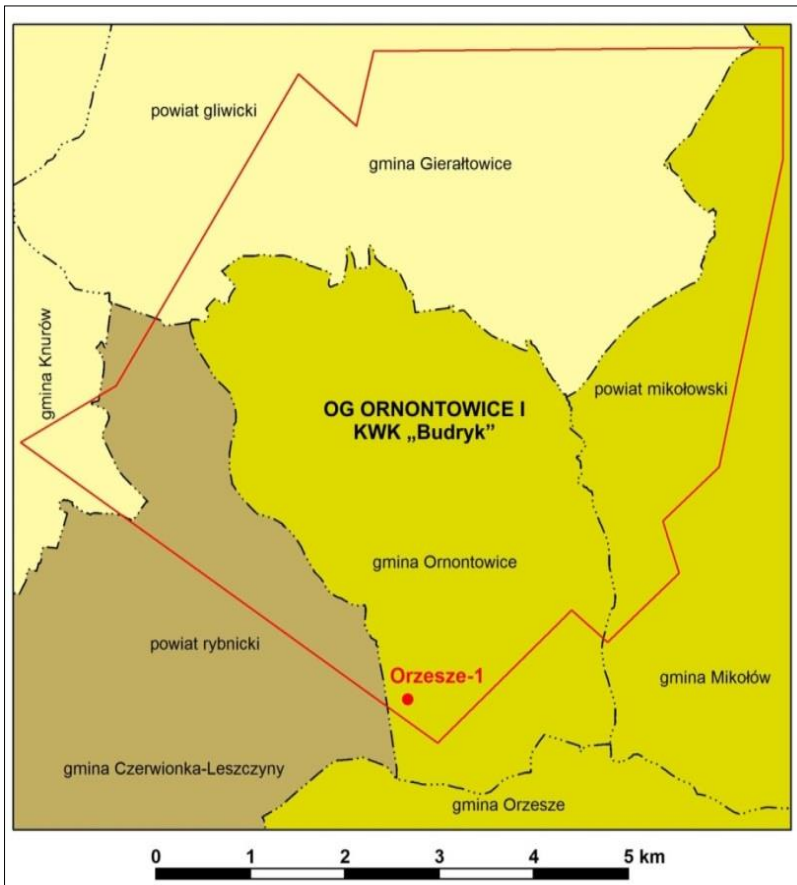 powiat gliwicki
gmina Gierałtowice
gmina Knurów
powiat mikołowski
OG ORNONTOWICE I
KWK „Budryk”
gmina Ornontowice
powiat rybnicki
Orzesze-1
gmina Mikołów
gmina Czerwionka-Leszczyny
gmina Orzesze
0 1 2 3 4 5 km